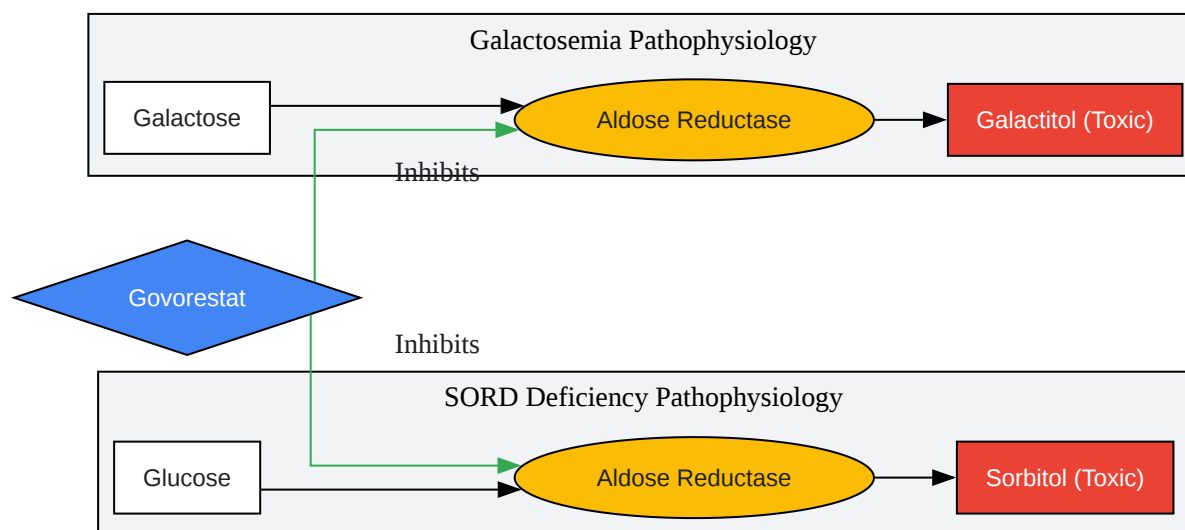 Galactosemia Pathophysiology
Galactose
Aldose Reductase
Galactitol (Toxic)
Inhibits
Govorestat
Inhibits
SORD Deficiency Pathophysiology
Glucose
Aldose Reductase
Sorbitol (Toxic)